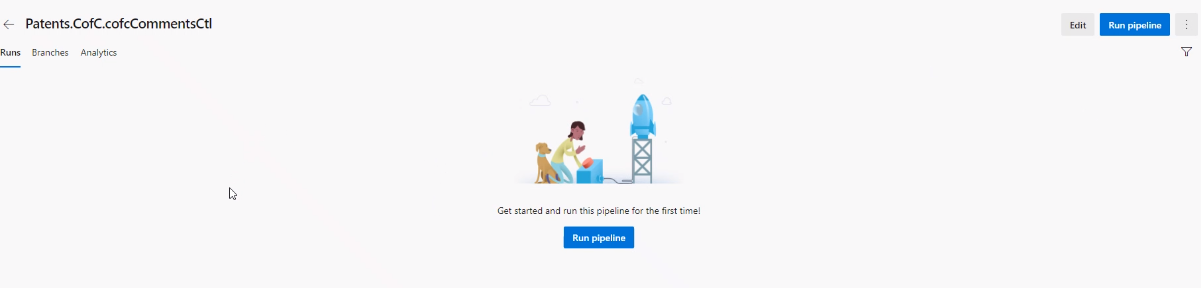 Patents.CofC.cofcCommentsCtl
Edit
Run pipeline
Runs
Branches
Analytics
Get started and run this pipeline for the first time!
Run pipeline